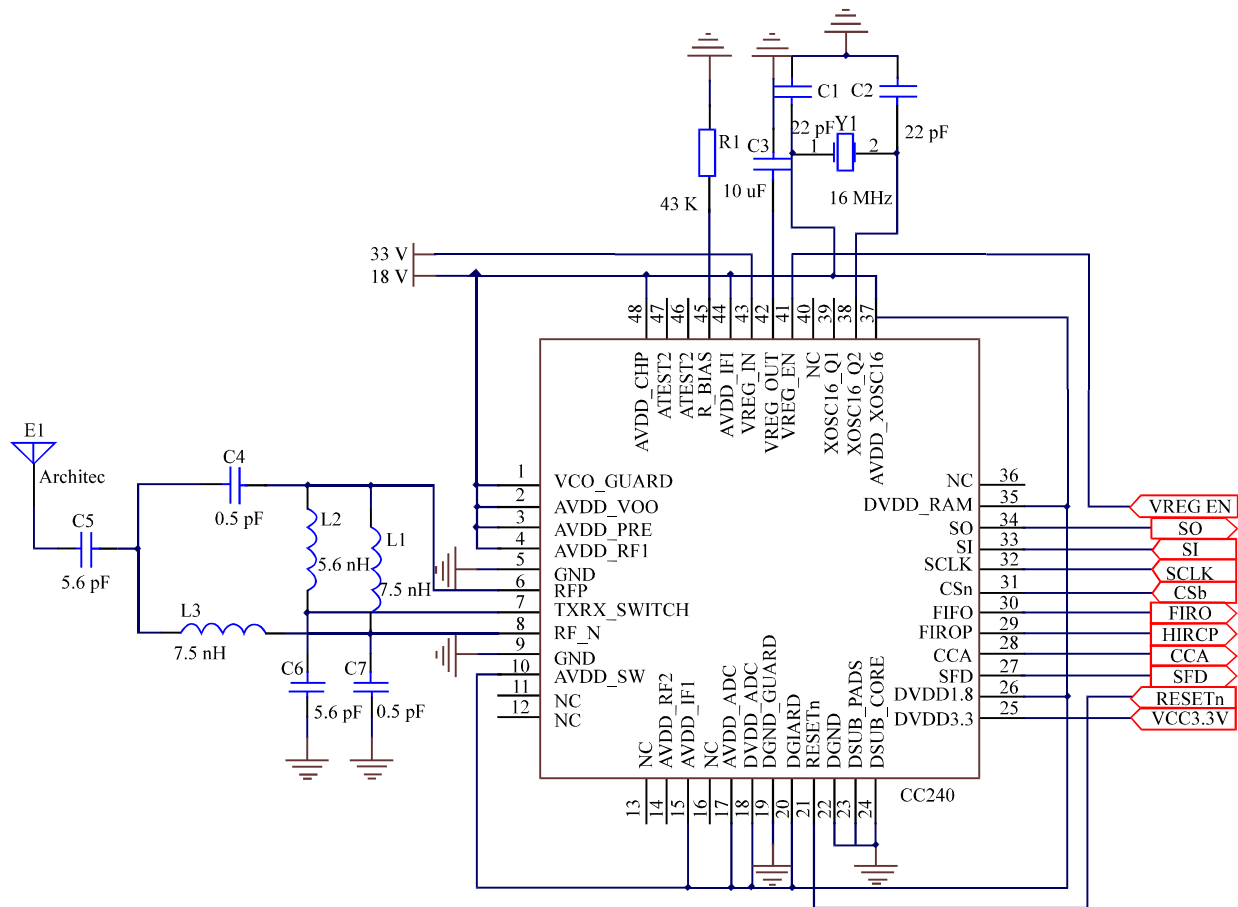 C1
C2
22 pF
Y1
22 pF
R1
C3
1
2
10 uF
16 MHz
43 K
33 V
18 V
48
47
46
45
44
43
42
41
40
39
38
37
AVDD_CHP
ATEST2
ATEST2
R_BIAS
AVDD_IFI
VREG_IN
VREG_OUT
VREG_EN
NC
XOSC16_Q1
XOSC16_Q2
AVDD_XOSC16
E1
Architec
C4
0.5 pF
C5
5.6 pF
L2
5.6 nH
L1
7.5 nH
L3
7.5 nH
C6
5.6 pF
C7
0.5 pF
1 VCO_GUARD
2 AVDD_VOO
3 AVDD_PRE
4 AVDD_RF1
5 GND
6 RFP
7 TXRX_SWITCH
8 RF_N
9 GND
10 AVDD_SW
11 NC
12 NC
NC 36
DVDD_RAM 35
SO 34
SI 33
SCLK 32
CSn 31
FIFO 30
FIROP 29
CCA 28
SFD 27
DVDD1.8 26
DVDD3.3 25
VREG EN
SO
SI
SCLK
CSb
FIRO
HIRCP
CCA
SFD
RESETn
VCC3.3V
NC
AVDD_RF2
AVDD_IF1
NC
AVDD_ADC
DVDD_ADC
DGND_GUARD
DGIARD
RESETn
DGND
DSUB_PADS
DSUB_CORE
13
14
15
16
17
18
19
20
21
22
23
24
CC240